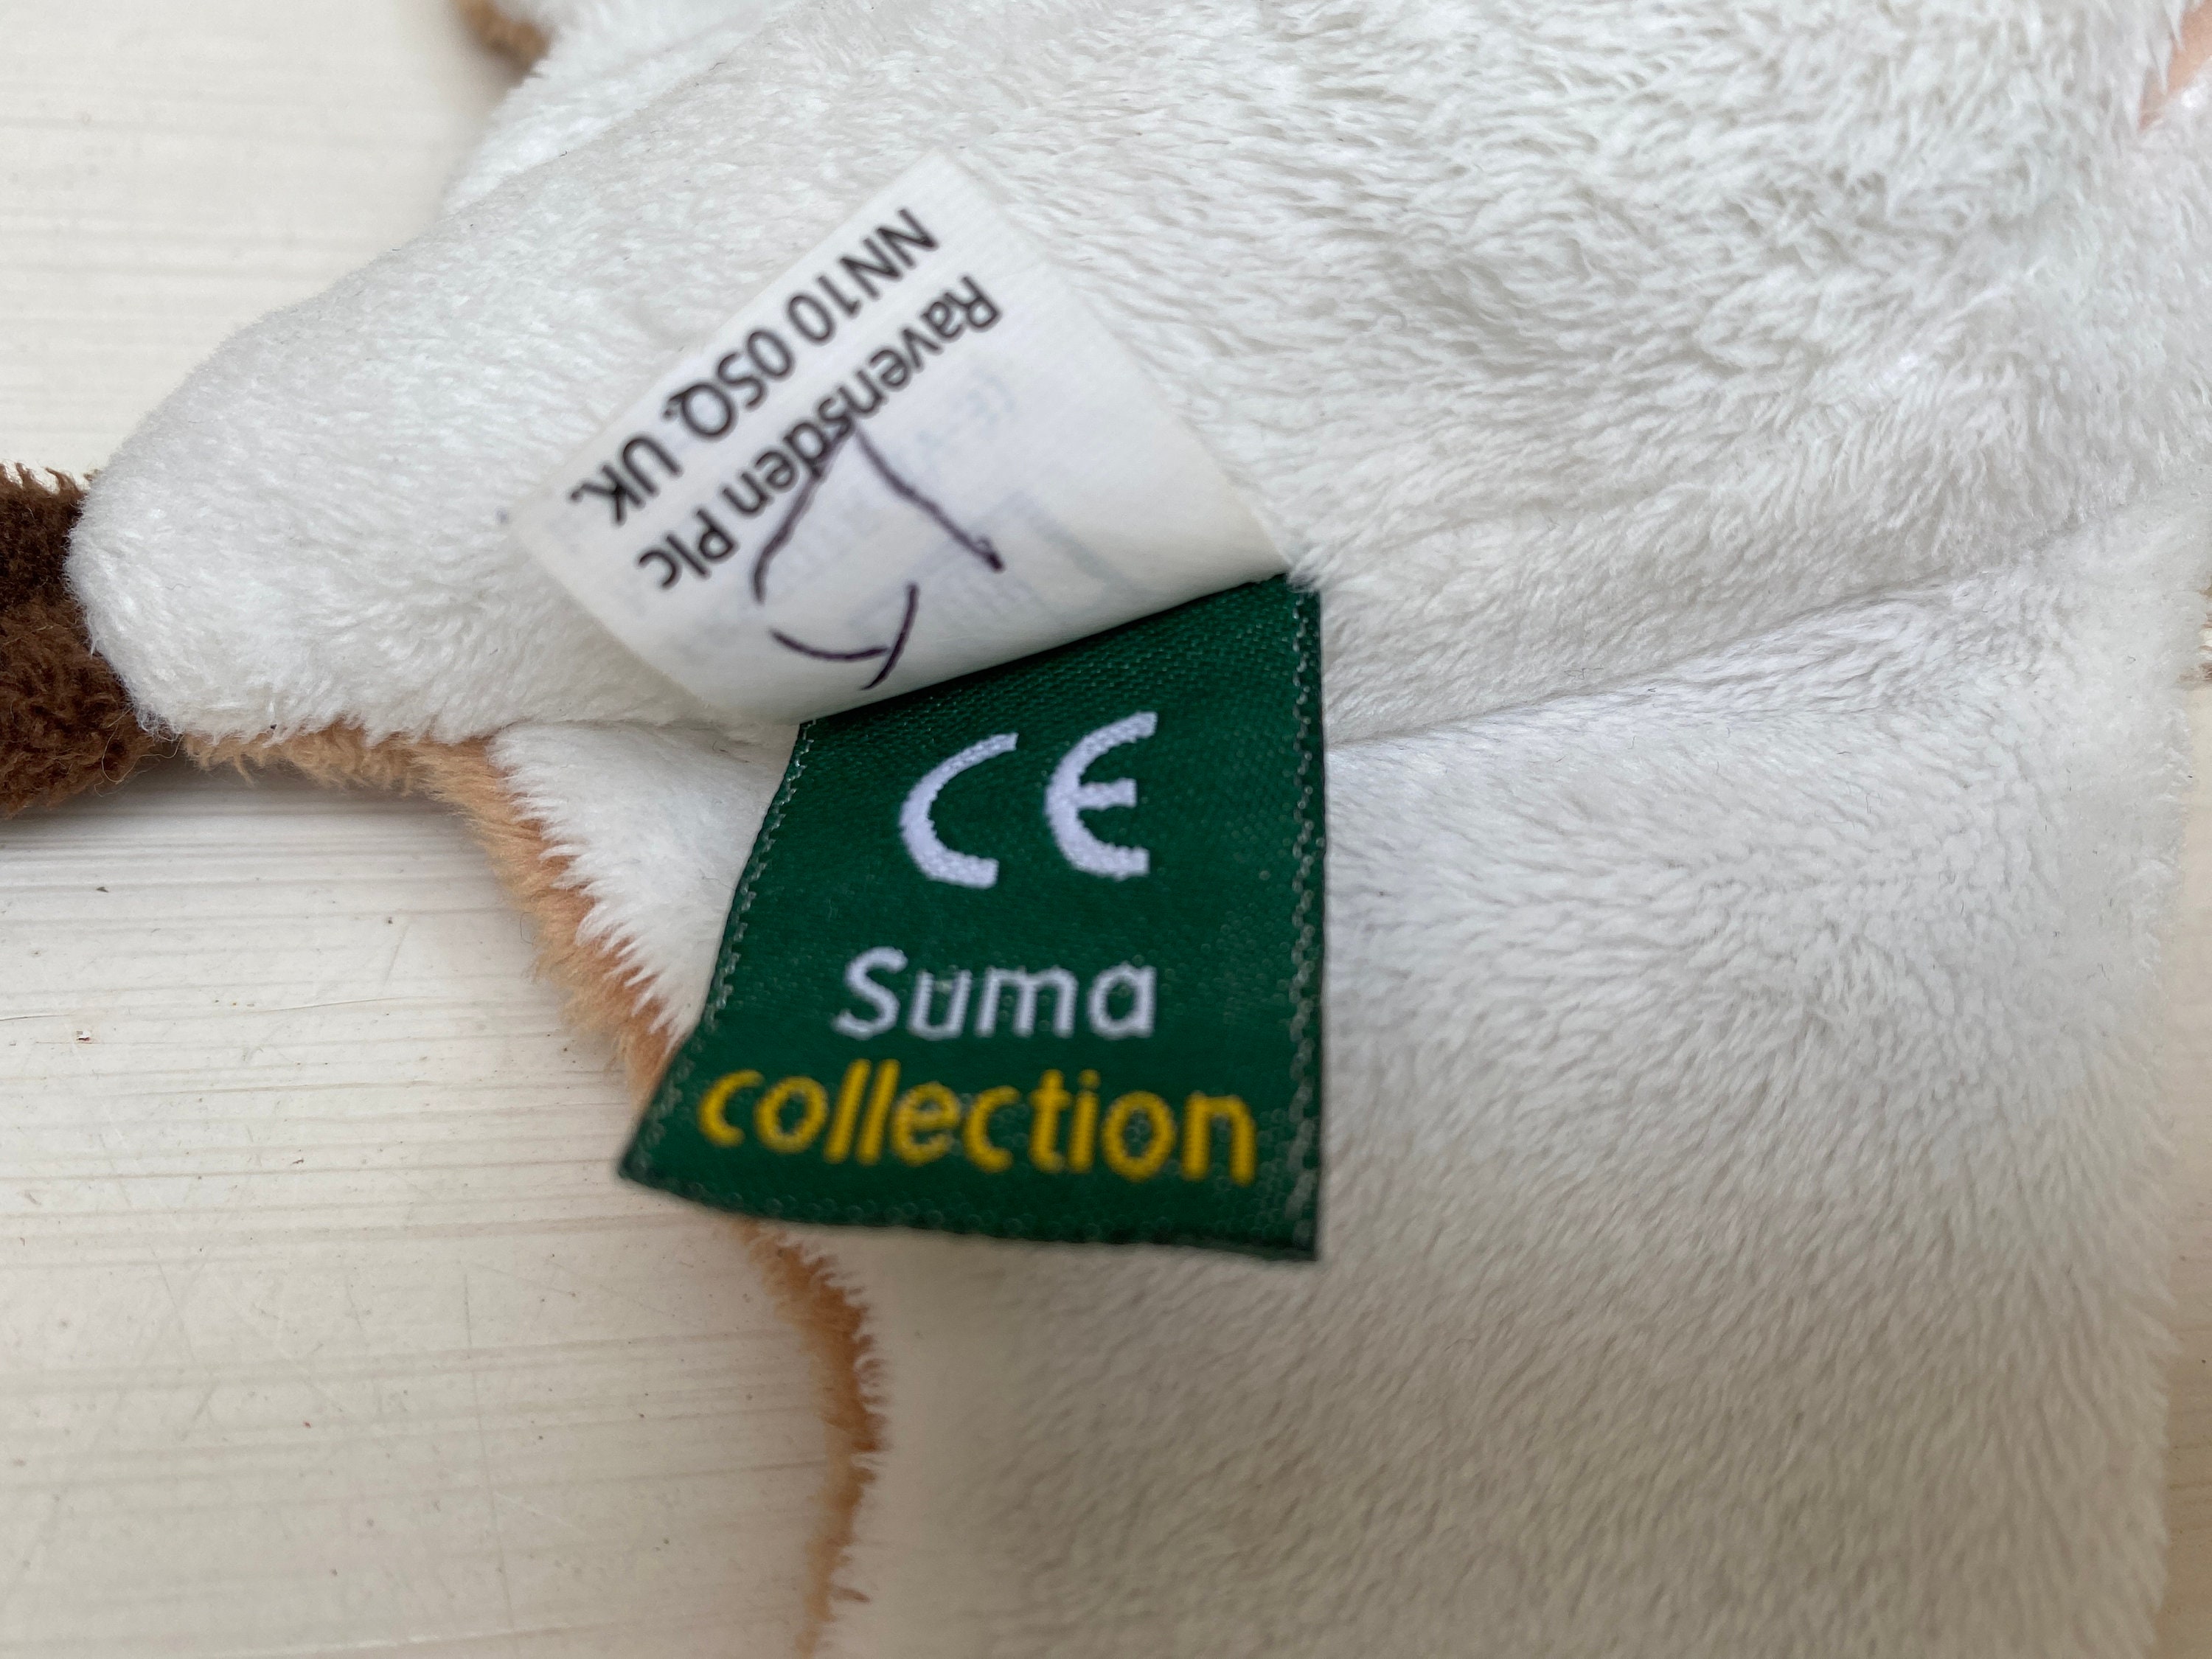 Ravensden Plc
NN10 0SQ. UK.
CE
Suma
collection